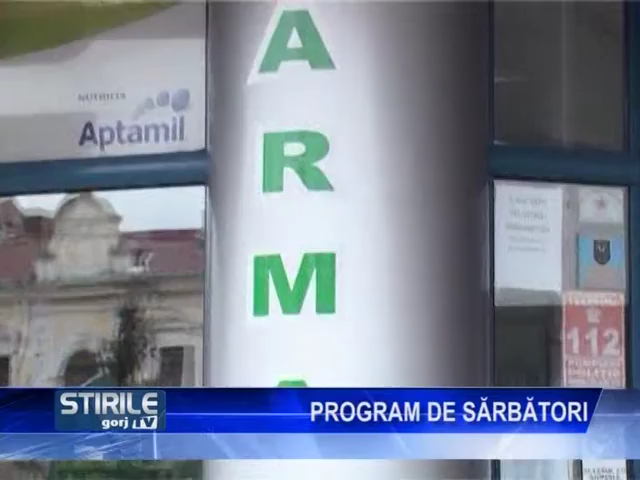 NUTRICIA
Aptamil
A
R
M
A
112
STIRILE
gorj TV
PROGRAM DE SĂRBĂTORI